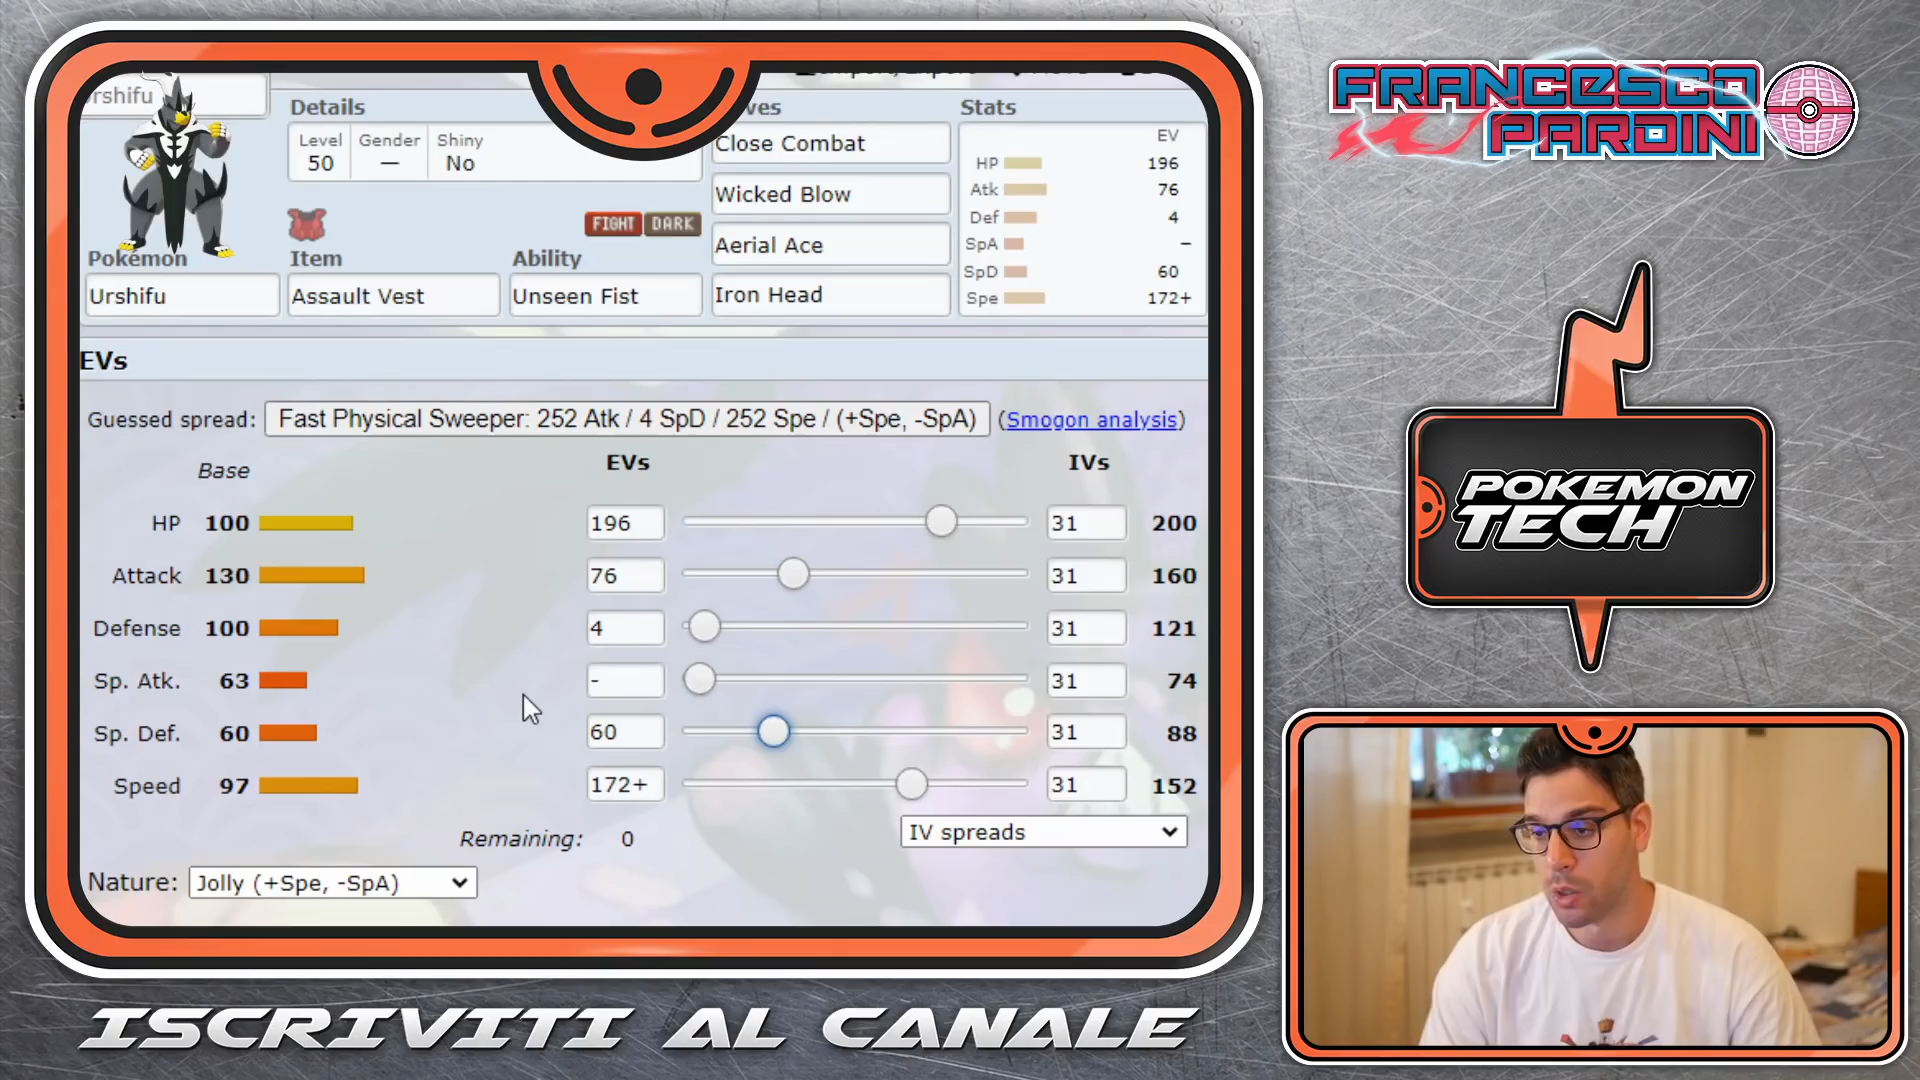 FRANCESCO
PARDINI
Details
Moves
Stats
Level
Gender
Shiny
50
—
No
Close Combat
Wicked Blow
Aerial Ace
Iron Head
EV
HP 196
Atk 76
Def 4
SpA –
SpD 60
Spe 172+
FIGHT DARK
Pokémon
Item
Ability
Urshifu
Assault Vest
Unseen Fist
EVs
Guessed spread: Fast Physical Sweeper: 252 Atk / 4 SpD / 252 Spe / (+Spe, -SpA) (Smogon analysis)
Base EVs IVs
HP 100 196 31 200
Attack 130 76 31 160
Defense 100 4 31 121
Sp. Atk. 63 - 31 74
Sp. Def. 60 60 31 88
Speed 97 172+ 31 152
Remaining: 0
IV spreads
Nature: Jolly (+Spe, -SpA)
POKEMON
TECH
ISCRIVITI AL CANALE